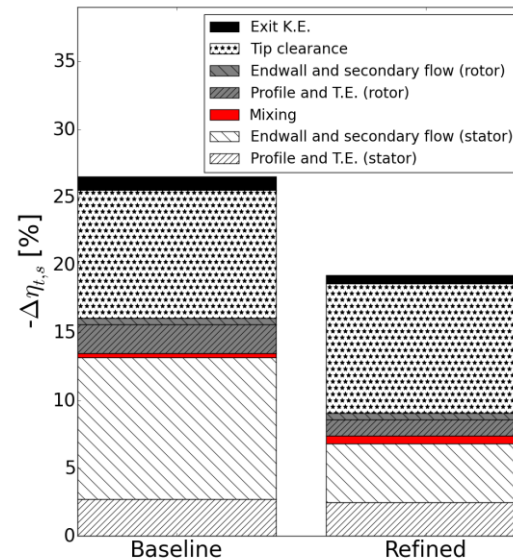 Exit K.E.
Tip clearance
Endwall and secondary flow (rotor)
Profile and T.E. (rotor)
Mixing
Endwall and secondary flow (stator)
Profile and T.E. (stator)
-Δη_{t,s} [%]
35
30
25
20
15
10
5
0
Baseline
Refined